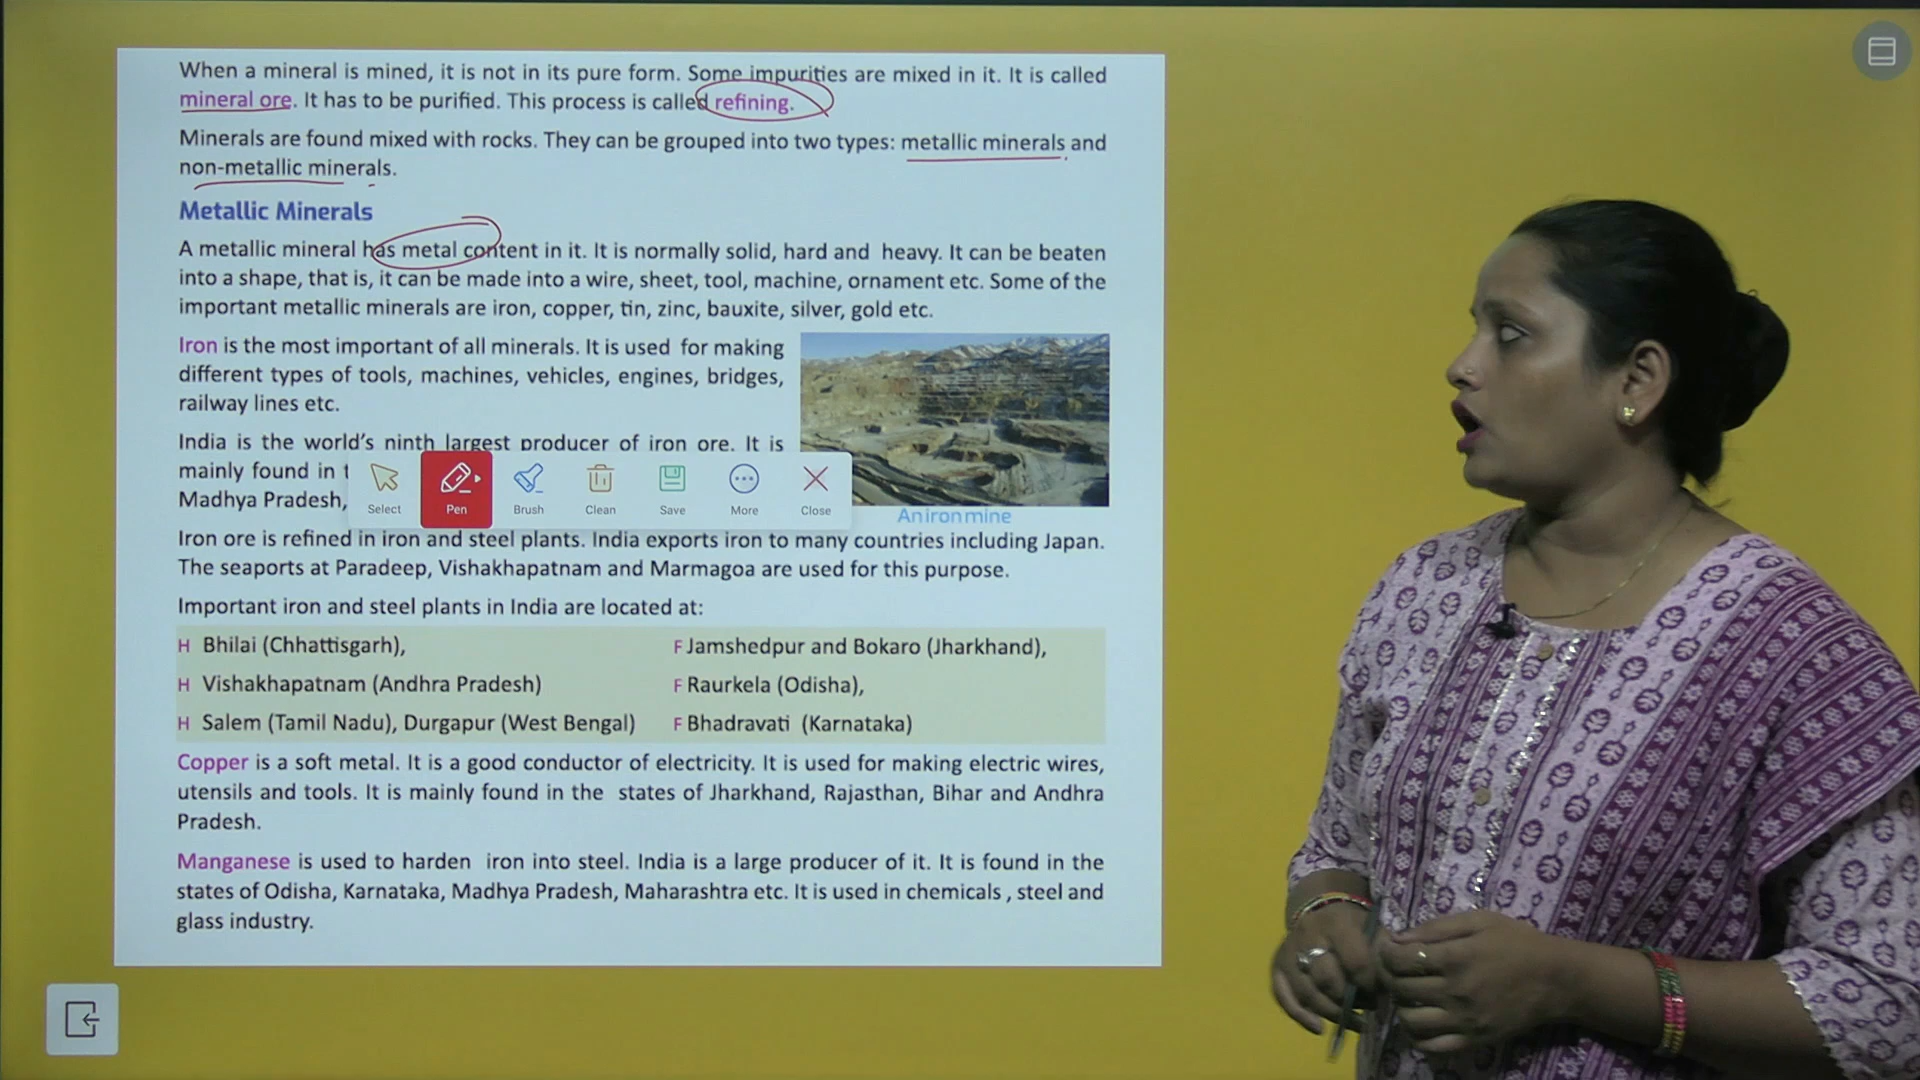 When a mineral is mined, it is not in its pure form. Some impurities are mixed in it. It is called
mineral ore. It has to be purified. This process is called refining.
Minerals are found mixed with rocks. They can be grouped into two types: metallic minerals and
non-metallic minerals.
Metallic Minerals
A metallic mineral has metal content in it. It is normally solid, hard and heavy. It can be beaten
into a shape, that is, it can be made into a wire, sheet, tool, machine, ornament etc. Some of the
important metallic minerals are iron, copper, tin, zinc, bauxite, silver, gold etc.
Iron is the most important of all minerals. It is used for making
different types of tools, machines, vehicles, engines, bridges,
railway lines etc.
India is the world's ninth largest producer of iron ore. It is
mainly found in t
Madhya Pradesh,
Select Pen Brush Clean Save More Close
An iron mine
Iron ore is refined in iron and steel plants. India exports iron to many countries including Japan.
The seaports at Paradeep, Vishakhapatnam and Marmagoa are used for this purpose.
Important iron and steel plants in India are located at:
H Bhilai (Chhattisgarh), F Jamshedpur and Bokaro (Jharkhand),
H Vishakhapatnam (Andhra Pradesh) F Raurkela (Odisha),
H Salem (Tamil Nadu), Durgapur (West Bengal) F Bhadravati (Karnataka)
Copper is a soft metal. It is a good conductor of electricity. It is used for making electric wires,
utensils and tools. It is mainly found in the states of Jharkhand, Rajasthan, Bihar and Andhra
Pradesh.
Manganese is used to harden iron into steel. India is a large producer of it. It is found in the
states of Odisha, Karnataka, Madhya Pradesh, Maharashtra etc. It is used in chemicals , steel and
glass industry.